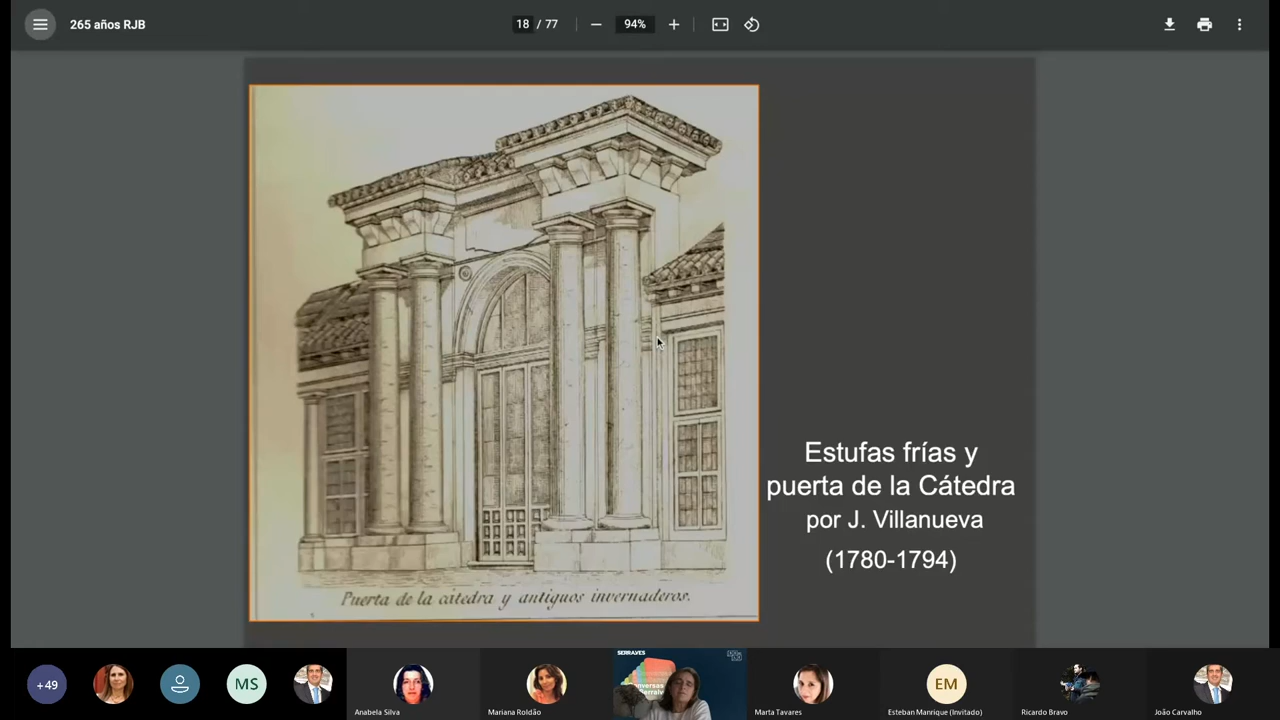 265 años RJB
18 / 77
94%
Estufas frías y
puerta de la Cátedra
por J. Villanueva
(1780-1794)
Puerta de la cátedra y antiguos invernaderos.
+49
MS
Anabela Silva
Mariana Roldão
SERRALVES
Marta Tavares
EM
Esteban Manrique (Invitado)
Ricardo Bravo
João Carvalho